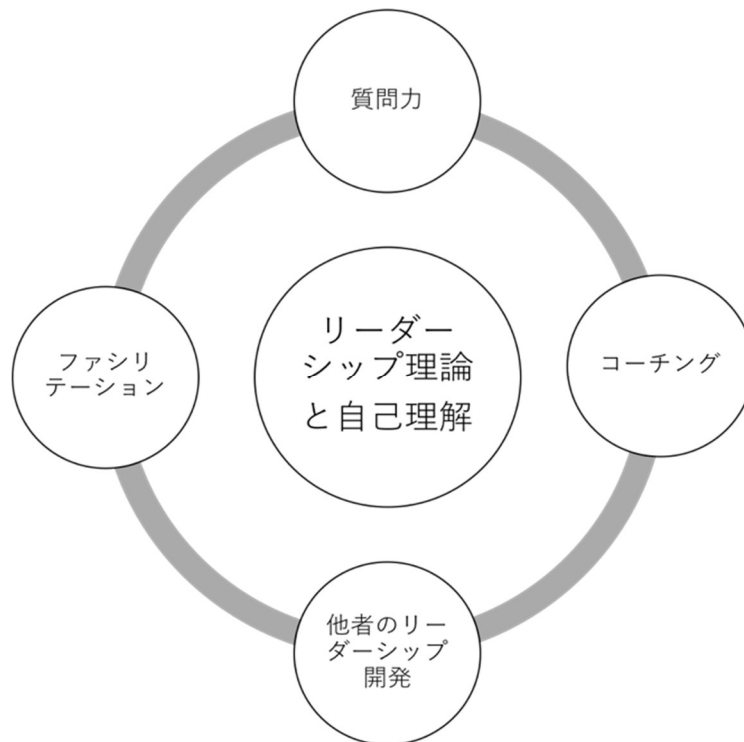 質問力
ファシリ
テーション
リーダー
シップ理論
と自己理解
コーチング
他者のリー
ダーシップ
開発